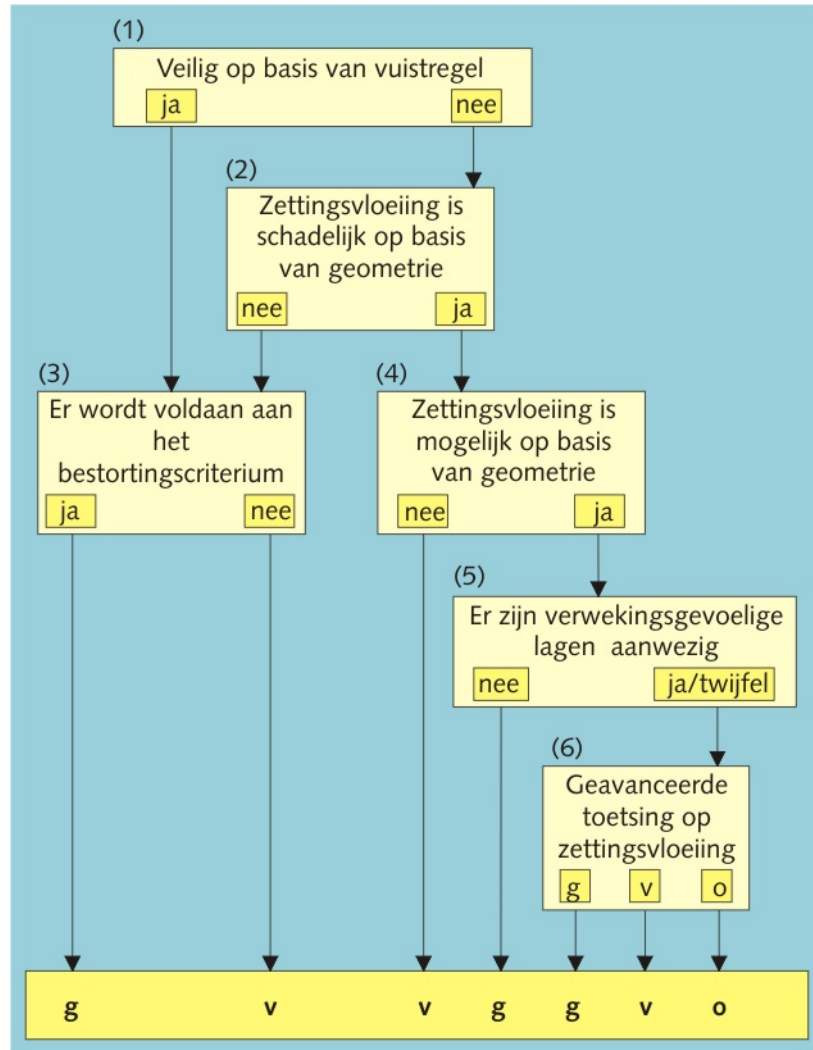 (1)
Veilig op basis van vuistregel
ja nee
(2)
Zettingsvloeiing is
schadelijk op basis
van geometrie
nee ja
(3)
Er wordt voldaan aan
het
bestortingscriterium
ja nee
(4)
Zettingsvloeiing is
mogelijk op basis
van geometrie
nee ja
(5)
Er zijn verwekingsgevoelige
lagen aanwezig
nee ja/twijfel
(6)
Geavanceerde
toetsing op
zettingsvloeiing
g v o
g v v g g v o